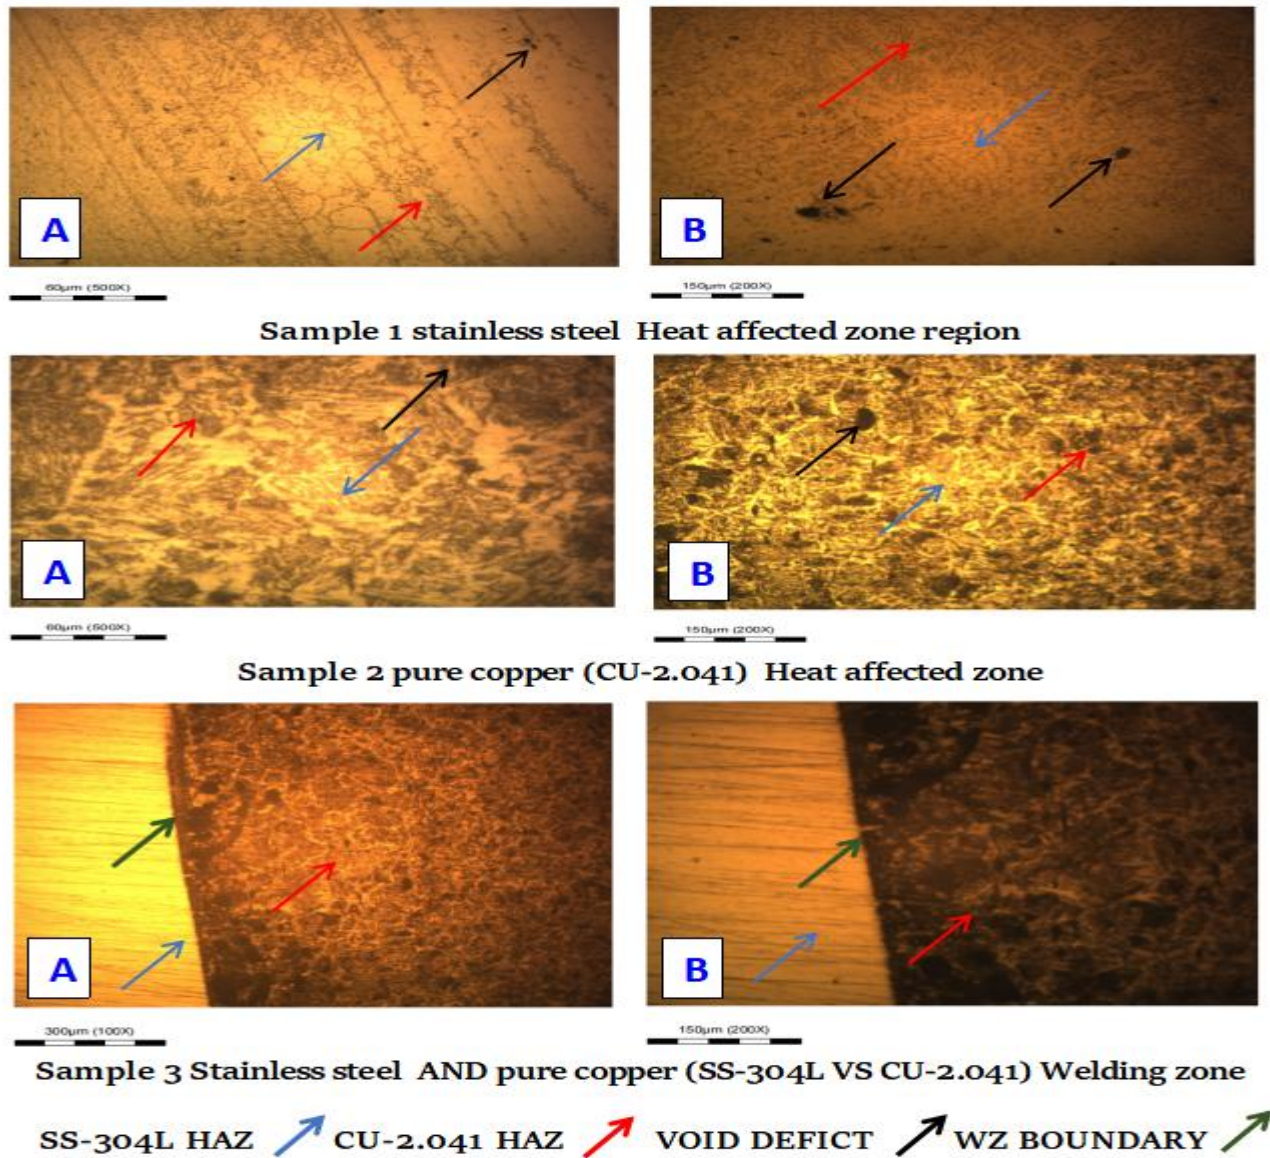 A
B
60μm (500X)
150μm (200X)
Sample 1 stainless steel Heat affected zone region
A
B
60μm (500X)
150μm (200X)
Sample 2 pure copper (CU-2.041) Heat affected zone
A
B
300μm (100X)
150μm (200X)
Sample 3 Stainless steel AND pure copper (SS-304L VS CU-2.041) Welding zone
SS-304L HAZ CU-2.041 HAZ VOID DEFICT WZ BOUNDARY